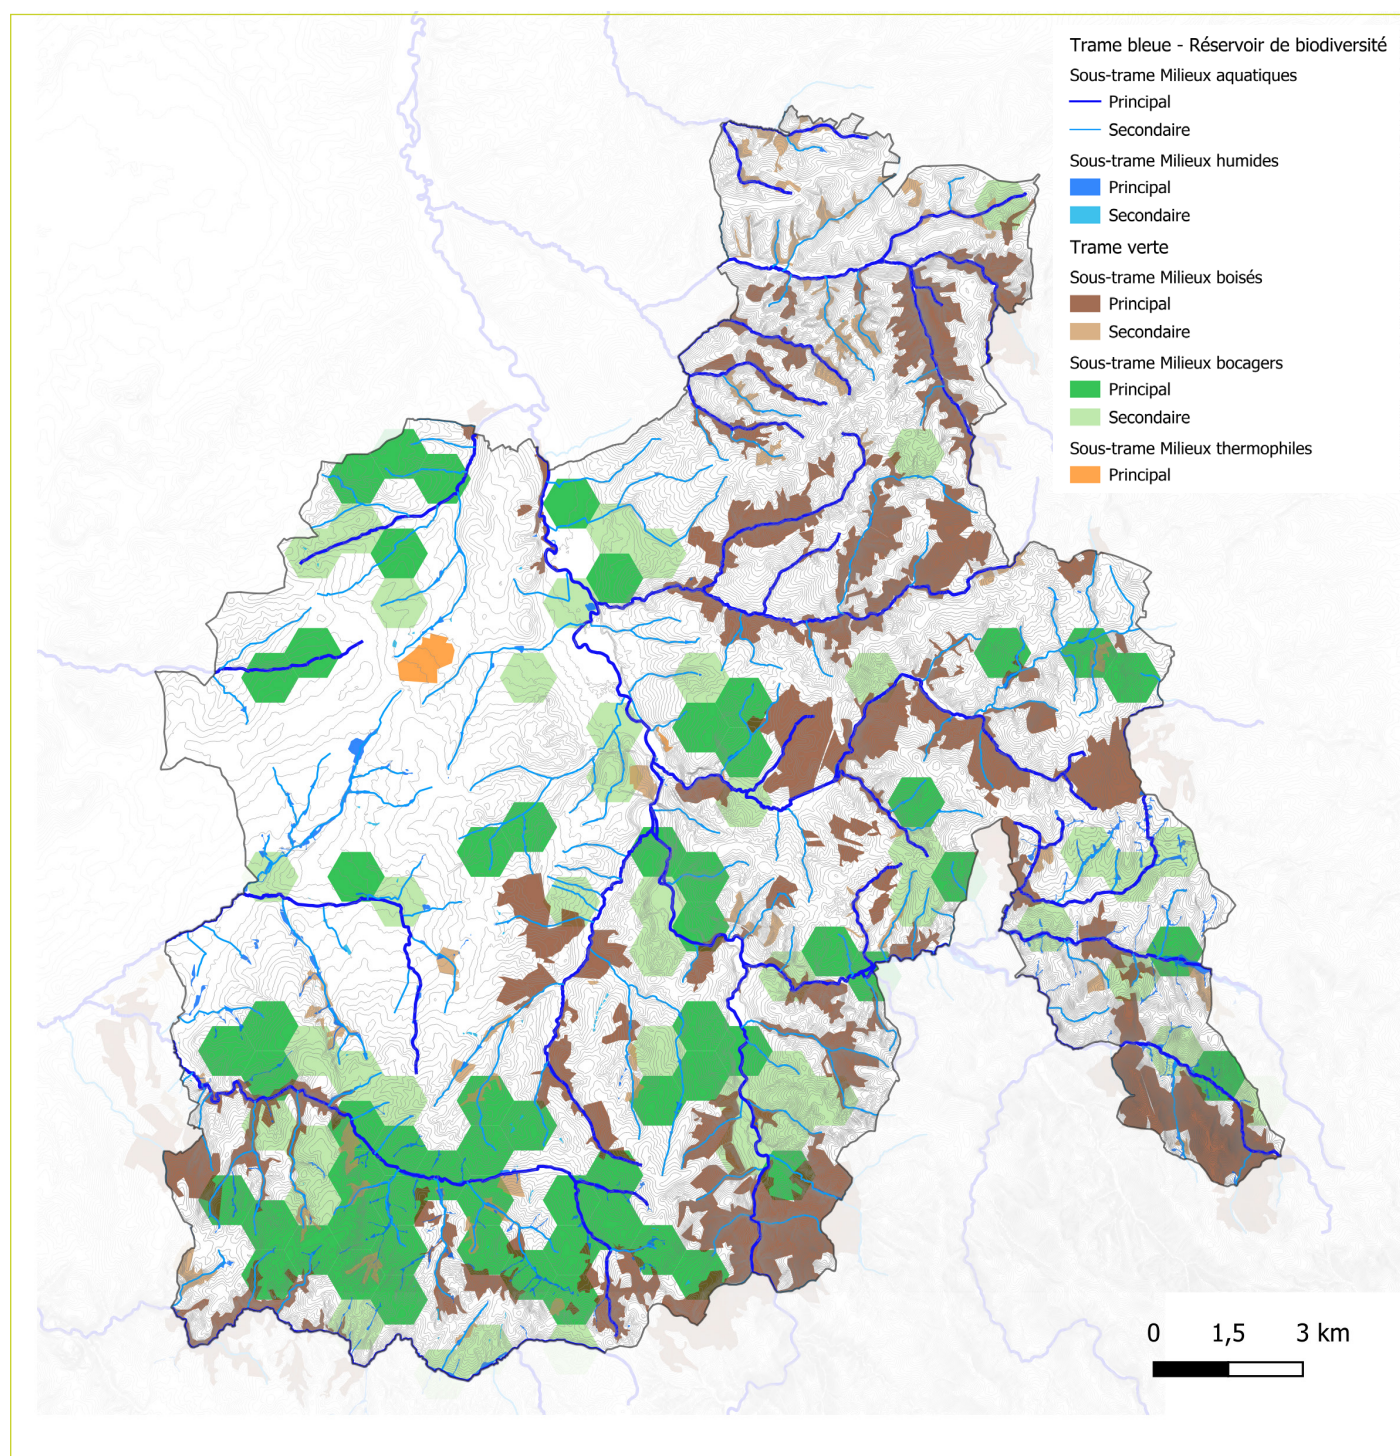 Trame bleue - Réservoir de biodiversité
Sous-trame Milieux aquatiques
Principal
Secondaire
Sous-trame Milieux humides
Principal
Secondaire
Trame verte
Sous-trame Milieux boisés
Principal
Secondaire
Sous-trame Milieux bocagers
Principal
Secondaire
Sous-trame Milieux thermophiles
Principal
0 1,5 3 km